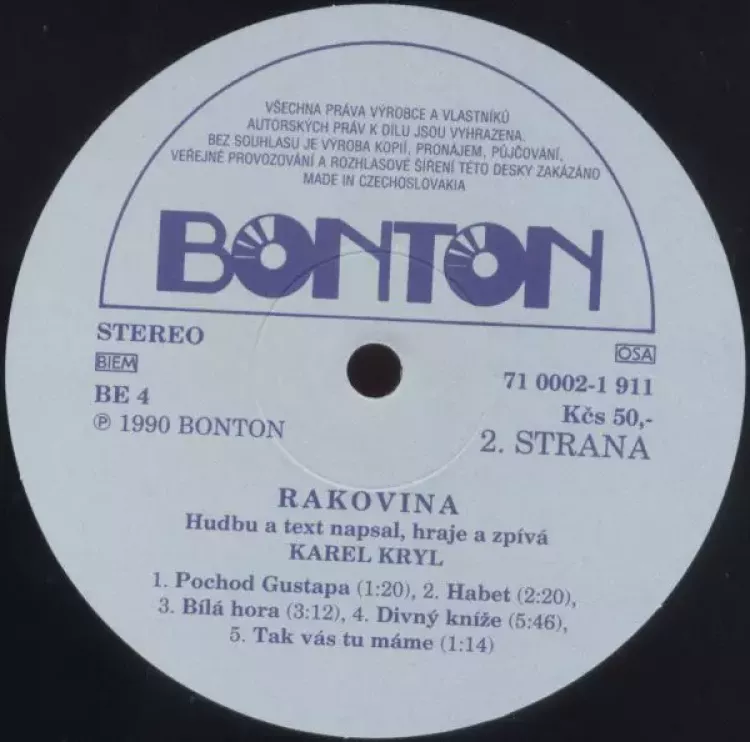 VŠECHNA PRÁVA VÝROBCE A VLASTNÍKŮ
AUTORSKÝCH PRÁV K DÍLU JSOU VYHRAZENA.
BEZ SOUHLASU JE VÝROBA KOPIÍ, PRONÁJEM, PŮJČOVÁNÍ,
VEŘEJNÉ PROVOZOVÁNÍ A ROZHLASOVÉ ŠÍŘENÍ TÉTO DESKY ZAKÁZÁNO
MADE IN CZECHOSLOVAKIA
BONTON
STEREO
BIEM
BE 4
℗ 1990 BONTON
OSA
71 0002-1 911
Kčs 50,-
2. STRANA
RAKOVINA
Hudbu a text napsal, hraje a zpívá
KAREL KRYL
1. Pochod Gustapa (1:20), 2. Habet (2:20),
3. Bílá hora (3:12), 4. Divný kníže (5:46),
5. Tak vás tu máme (1:14)